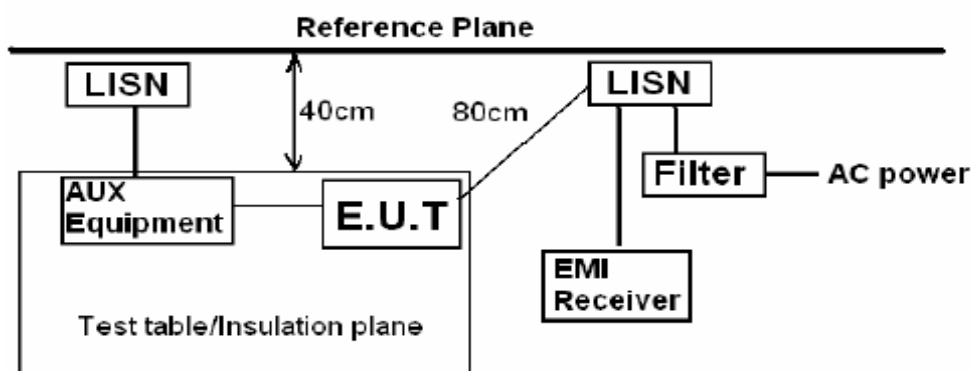 Reference Plane
LISN
40cm
80cm
LISN
AUX
Equipment
E.U.T
Filter
AC power
EMI
Receiver
Test table/Insulation plane